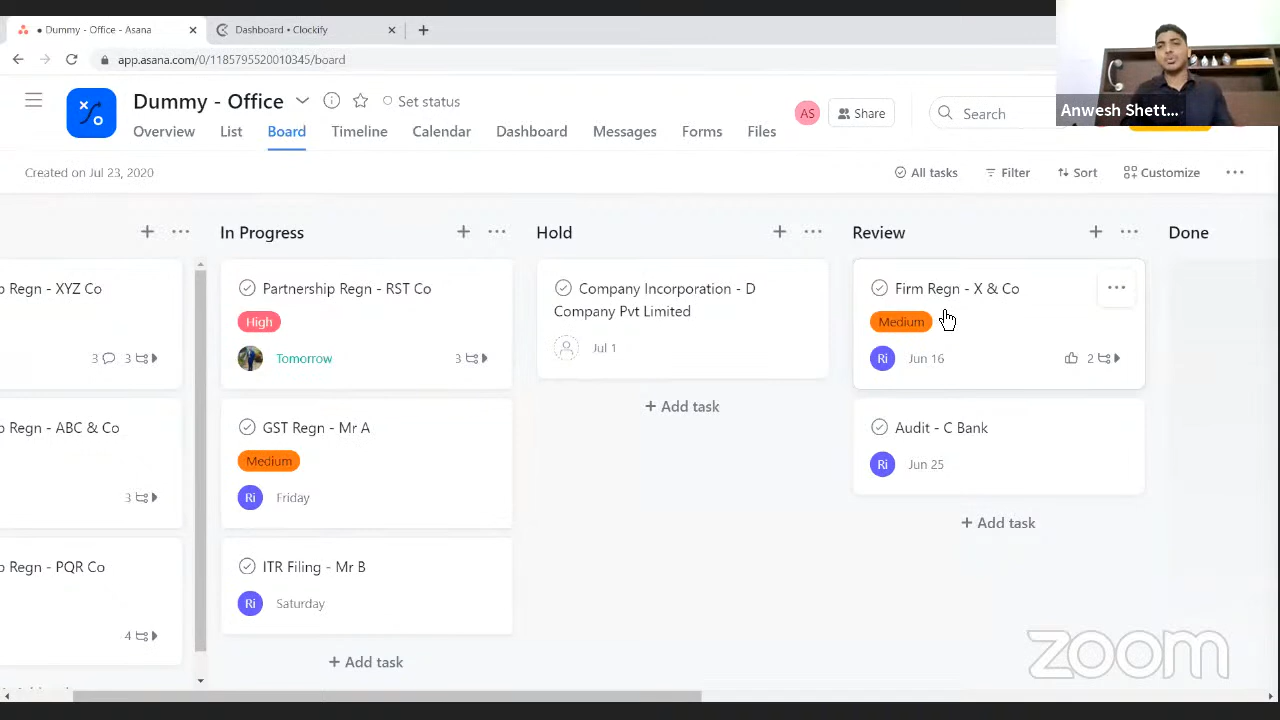 Dummy - Office - Asana
Dashboard • Clockify
app.asana.com/0/1185795520010345/board
Dummy - Office
Set status
Overview
List
Board
Timeline
Calendar
Dashboard
Messages
Forms
Files
AS
Share
Search
Anwesh Shett...
Created on Jul 23, 2020
All tasks
Filter
Sort
Customize
Regn - XYZ Co
3
3
Regn - ABC & Co
3
Regn - PQR Co
4
In Progress
Partnership Regn - RST Co
High
Tomorrow
3
GST Regn - Mr A
Medium
Ri
Friday
ITR Filing - Mr B
Ri
Saturday
+ Add task
Hold
Company Incorporation - D
Company Pvt Limited
Jul 1
+ Add task
Review
Firm Regn - X & Co
Medium
Ri
Jun 16
2
Audit - C Bank
Ri
Jun 25
+ Add task
Done
zoom